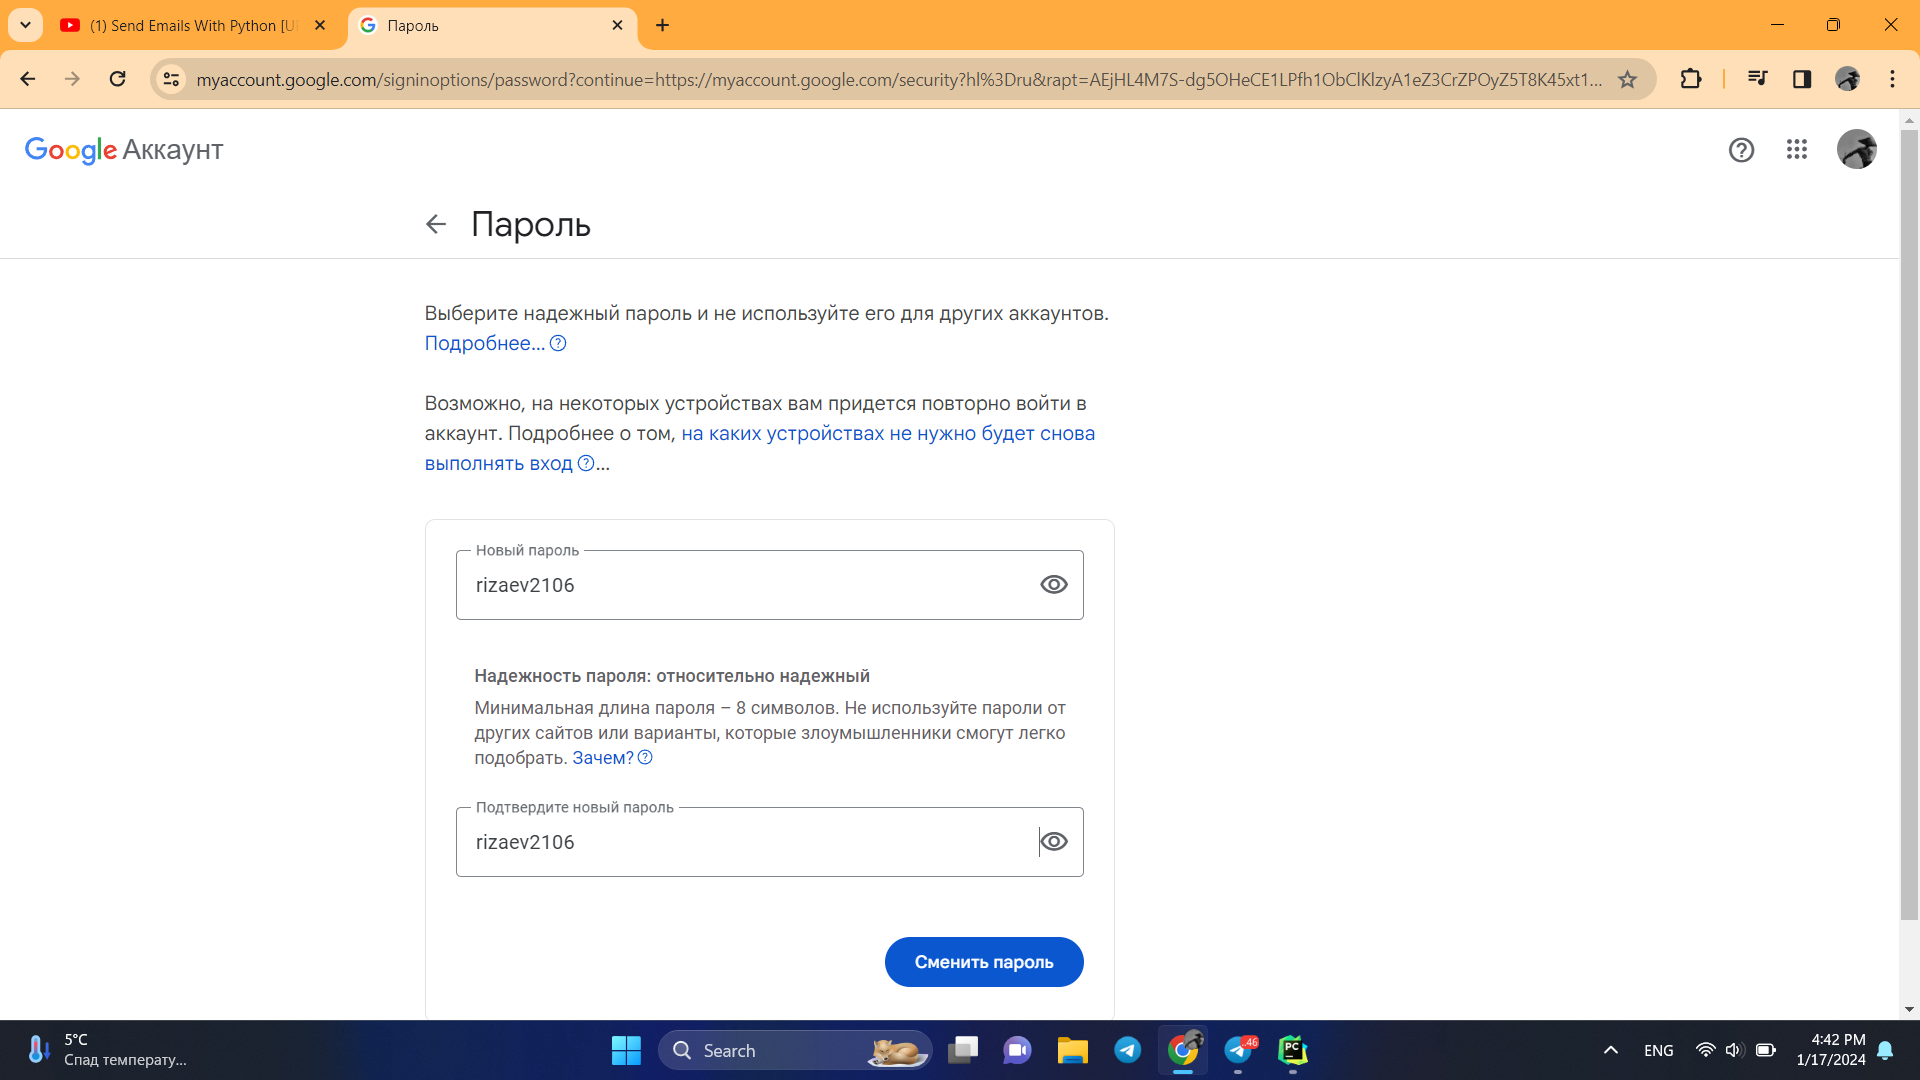 (1) Send Emails With Python [U
Пароль
myaccount.google.com/signinoptions/password?continue=https://myaccount.google.com/security?hl%3Dru&rapt=AEjHL4M7S-dg5OHeCE1LPfh1ObClKlzyA1eZ3CrZPOyZ5T8K45xt1...
Google Аккаунт
Пароль
Выберите надежный пароль и не используйте его для других аккаунтов.
Подробнее...
Возможно, на некоторых устройствах вам придется повторно войти в
аккаунт. Подробнее о том, на каких устройствах не нужно будет снова
выполнять вход ...
Новый пароль
rizaev2106
Надежность пароля: относительно надежный
Минимальная длина пароля – 8 символов. Не используйте пароли от
других сайтов или варианты, которые злоумышленники смогут легко
подобрать. Зачем?
Подтвердите новый пароль
rizaev2106
Сменить пароль
5°C
Спад температу...
Search
..46
PC
ENG
4:42 PM
1/17/2024